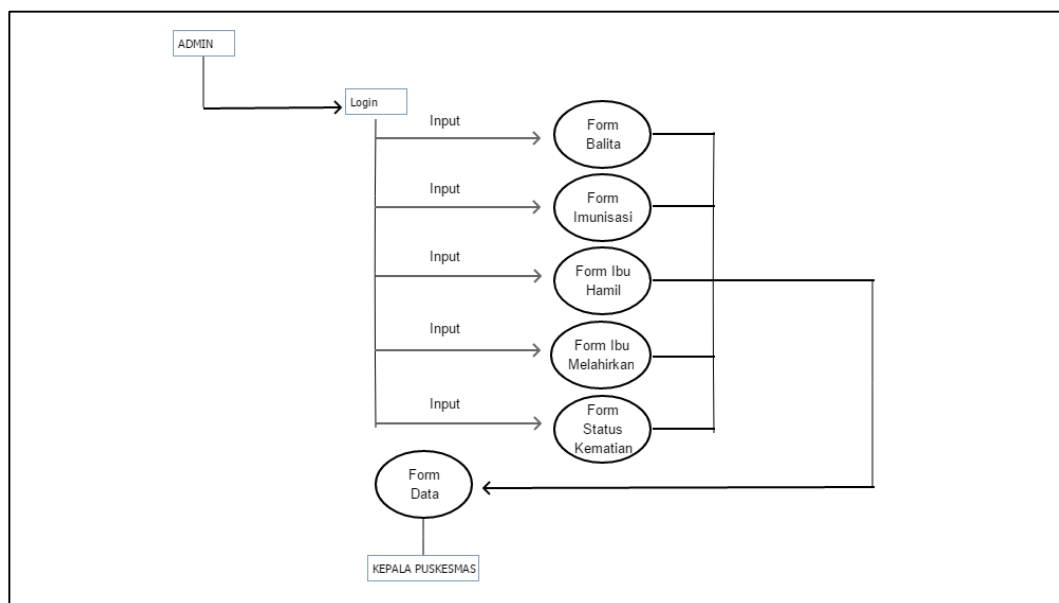 ADMIN
Login
Input
Form
Balita
Input
Form
Imunisasi
Input
Form Ibu
Hamil
Input
Form Ibu
Melahirkan
Input
Form
Status
Kematian
Form
Data
KEPALA PUSKESMAS